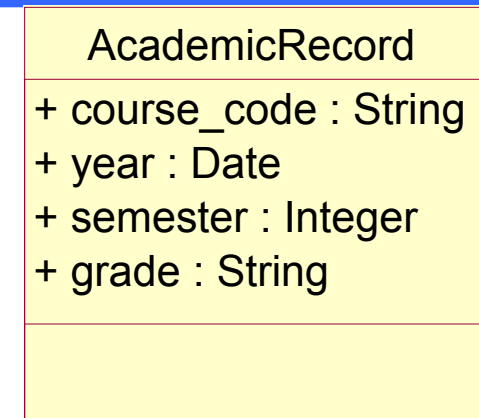 AcademicRecord
+ course_code : String
+ year : Date
+ semester : Integer
+ grade : String